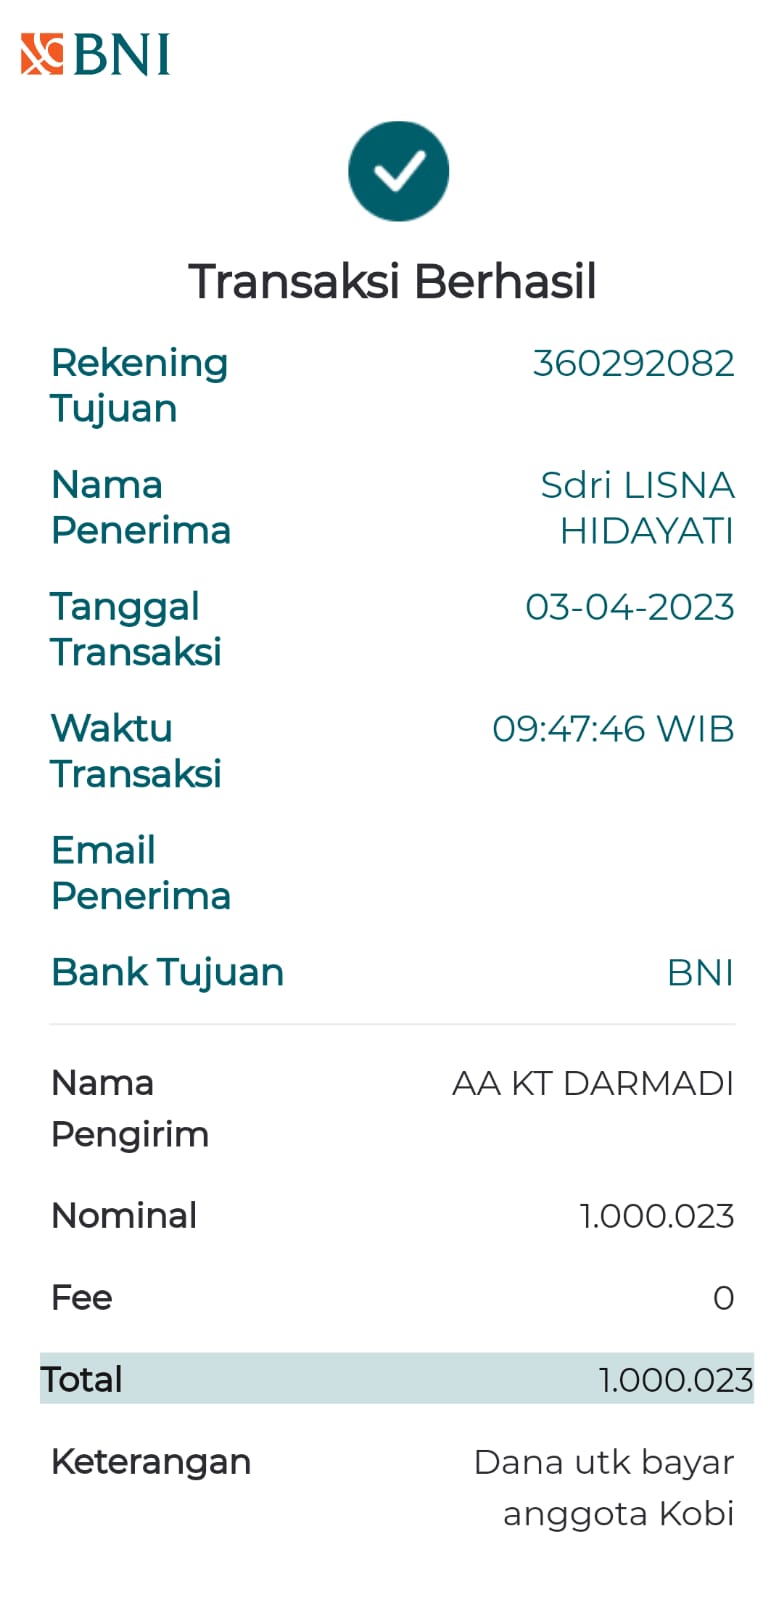 BNI
Transaksi Berhasil
Rekening 360292082
Tujuan
Nama Sdri LISNA
Penerima HIDAYATI
Tanggal 03-04-2023
Transaksi
Waktu 09:47:46 WIB
Transaksi
Email
Penerima
Bank Tujuan BNI
Nama AA KT DARMADI
Pengirim
Nominal 1.000.023
Fee 0
Total 1.000.023
Keterangan Dana utk bayar
anggota Kobi